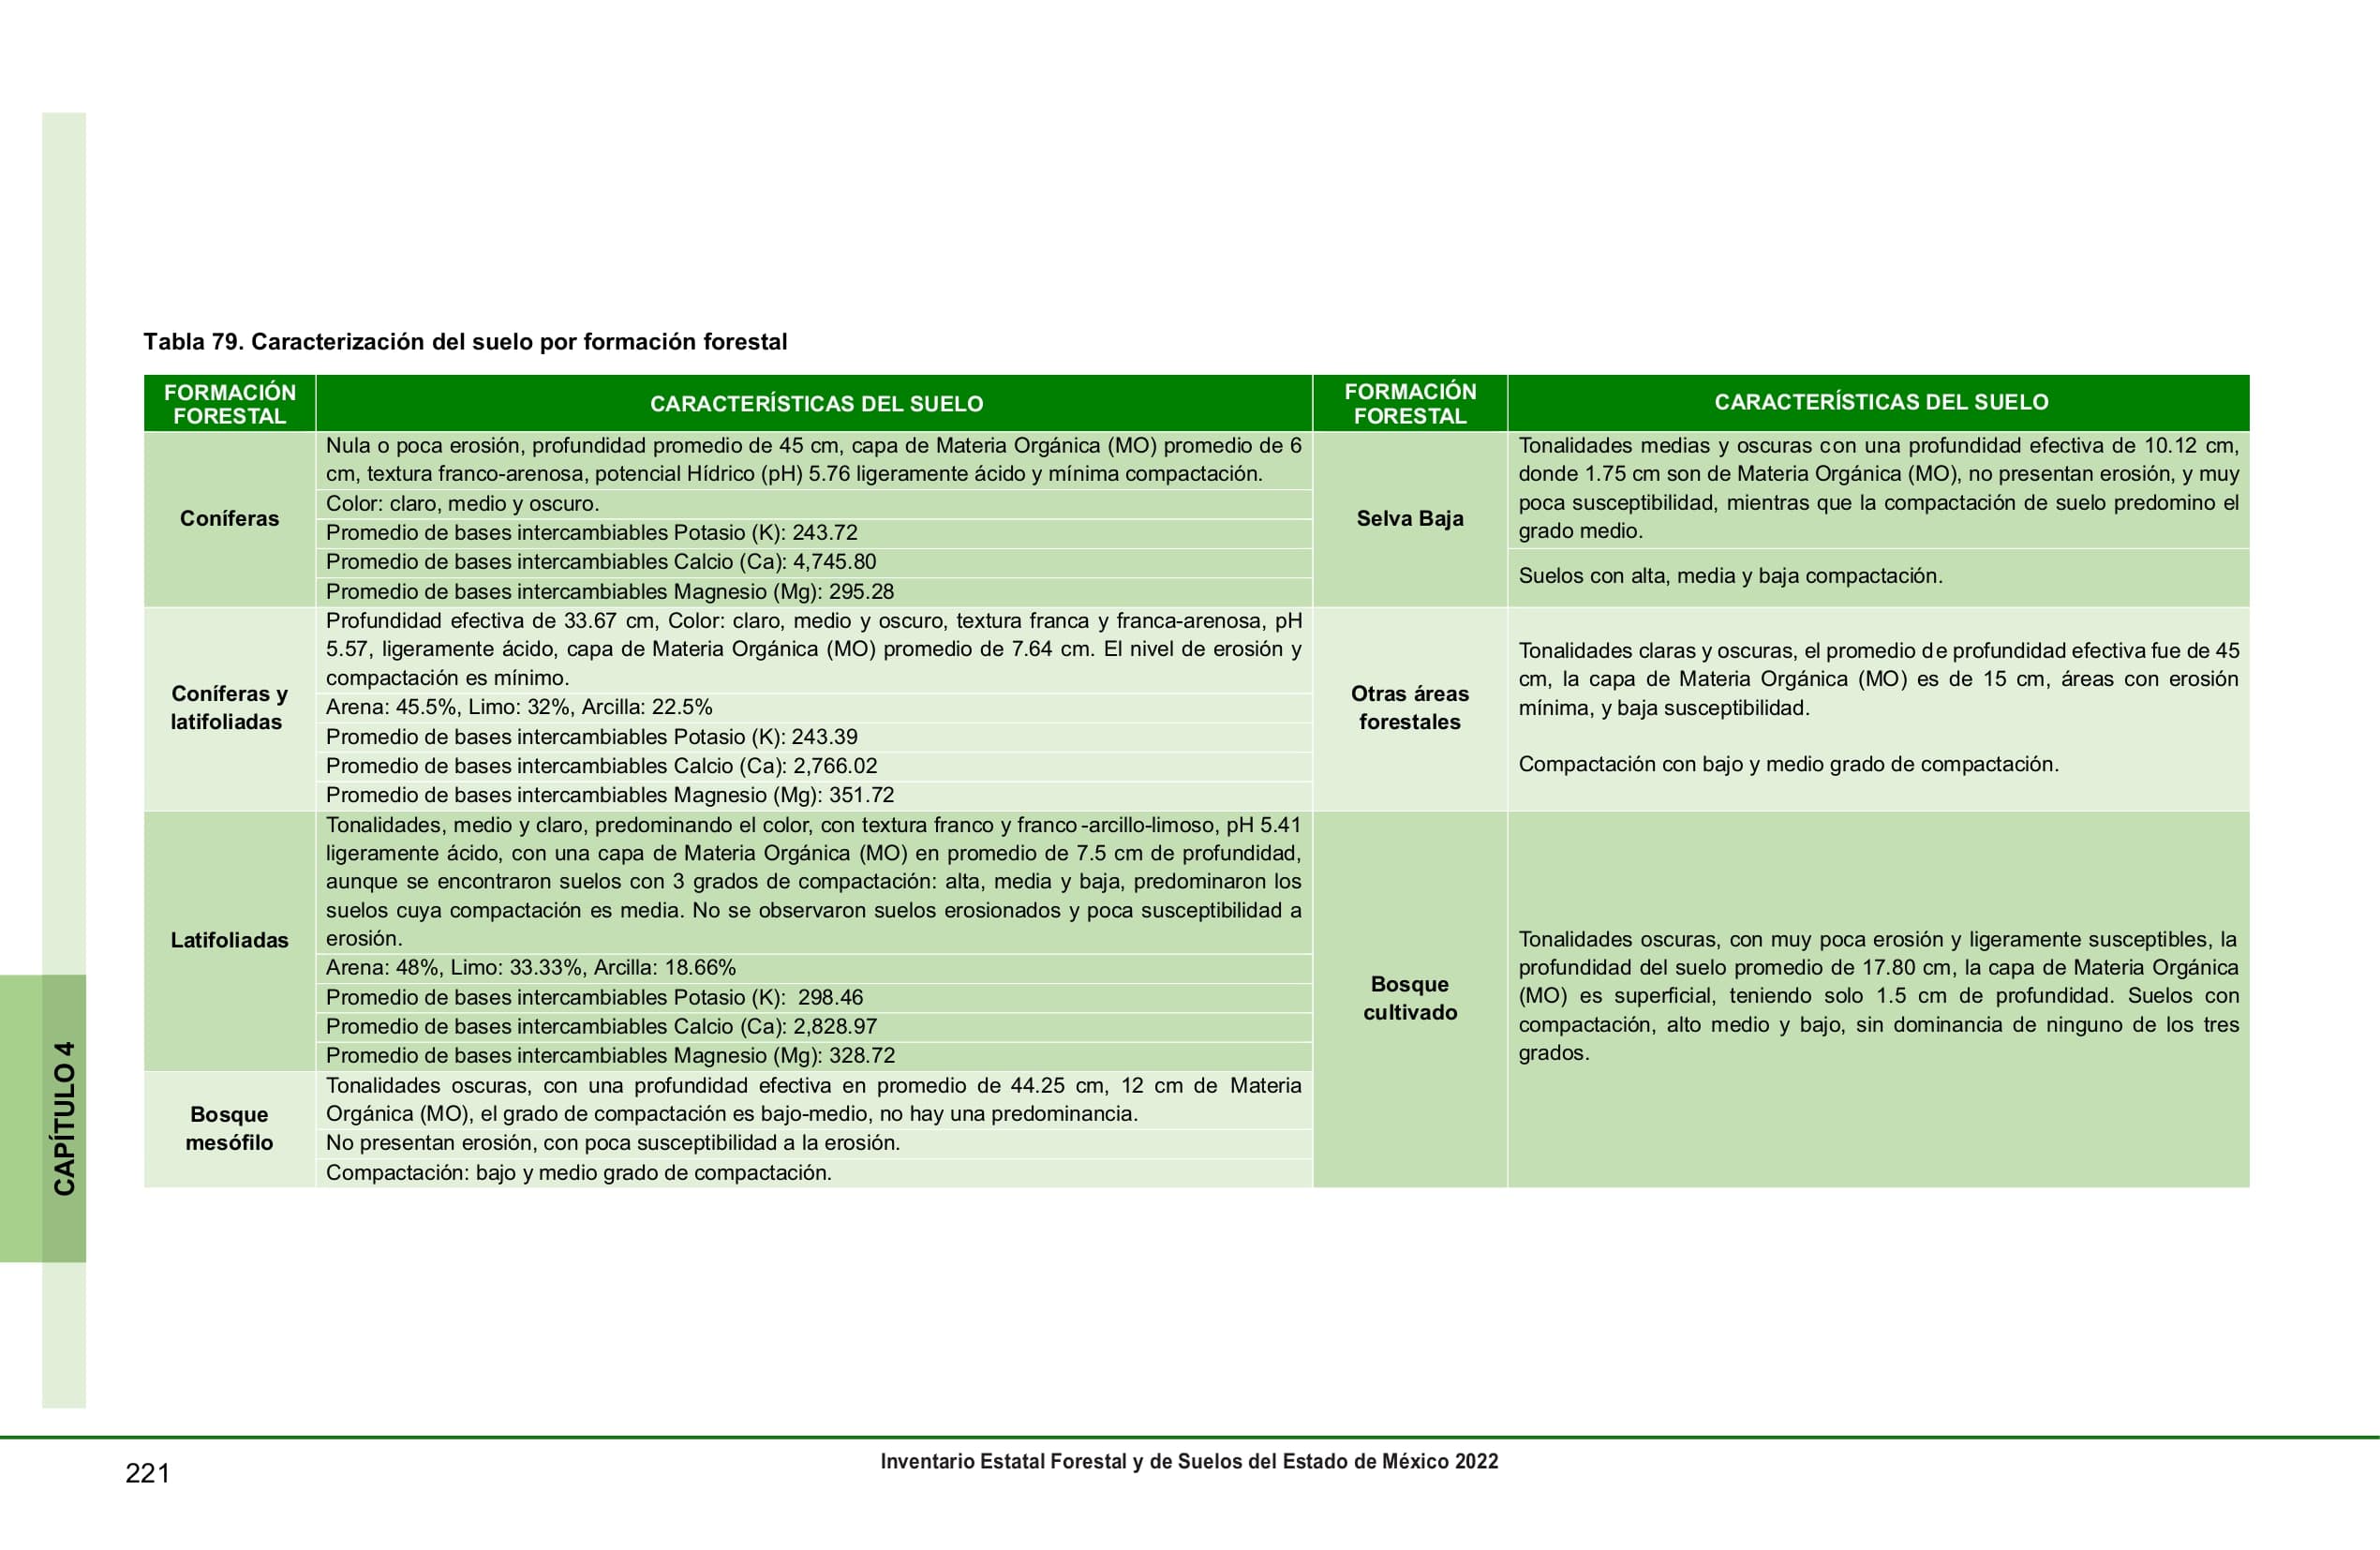 Tabla 79. Caracterización del suelo por formación forestal
FORMACIÓN
FORESTAL
CARACTERÍSTICAS DEL SUELO
Coníferas
Nula o poca erosión, profundidad promedio de 45 cm, capa de Materia Orgánica (MO) promedio de 6
cm, textura franco-arenosa, potencial Hídrico (pH) 5.76 ligeramente ácido y mínima compactación.
Color: claro, medio y oscuro.
Promedio de bases intercambiables Potasio (K): 243.72
Promedio de bases intercambiables Calcio (Ca): 4,745.80
Promedio de bases intercambiables Magnesio (Mg): 295.28
Coníferas y
latifoliadas
Profundidad efectiva de 33.67 cm, Color: claro, medio y oscuro, textura franca y franca-arenosa, pH
5.57, ligeramente ácido, capa de Materia Orgánica (MO) promedio de 7.64 cm. El nivel de erosión y
compactación es mínimo.
Arena: 45.5%, Limo: 32%, Arcilla: 22.5%
Promedio de bases intercambiables Potasio (K): 243.39
Promedio de bases intercambiables Calcio (Ca): 2,766.02
Promedio de bases intercambiables Magnesio (Mg): 351.72
Latifoliadas
Tonalidades, medio y claro, predominando el color, con textura franco y franco-arcillo-limoso, pH 5.41
ligeramente ácido, con una capa de Materia Orgánica (MO) en promedio de 7.5 cm de profundidad,
aunque se encontraron suelos con 3 grados de compactación: alta, media y baja, predominaron los
suelos cuya compactación es media. No se observaron suelos erosionados y poca susceptibilidad a
erosión.
Arena: 48%, Limo: 33.33%, Arcilla: 18.66%
Promedio de bases intercambiables Potasio (K): 298.46
Promedio de bases intercambiables Calcio (Ca): 2,828.97
Promedio de bases intercambiables Magnesio (Mg): 328.72
Bosque
mesófilo
Tonalidades oscuras, con una profundidad efectiva en promedio de 44.25 cm, 12 cm de Materia
Orgánica (MO), el grado de compactación es bajo-medio, no hay una predominancia.
No presentan erosión, con poca susceptibilidad a la erosión.
Compactación: bajo y medio grado de compactación.
FORMACIÓN
FORESTAL
CARACTERÍSTICAS DEL SUELO
Selva Baja
Tonalidades medias y oscuras con una profundidad efectiva de 10.12 cm,
donde 1.75 cm son de Materia Orgánica (MO), no presentan erosión, y muy
poca susceptibilidad, mientras que la compactación de suelo predomino el
grado medio.
Suelos con alta, media y baja compactación.
Otras áreas
forestales
Tonalidades claras y oscuras, el promedio de profundidad efectiva fue de 45
cm, la capa de Materia Orgánica (MO) es de 15 cm, áreas con erosión
mínima, y baja susceptibilidad.
Compactación con bajo y medio grado de compactación.
Bosque
cultivado
Tonalidades oscuras, con muy poca erosión y ligeramente susceptibles, la
profundidad del suelo promedio de 17.80 cm, la capa de Materia Orgánica
(MO) es superficial, teniendo solo 1.5 cm de profundidad. Suelos con
compactación, alto medio y bajo, sin dominancia de ninguno de los tres
grados.
CAPÍTULO 4
221
Inventario Estatal Forestal y de Suelos del Estado de México 2022